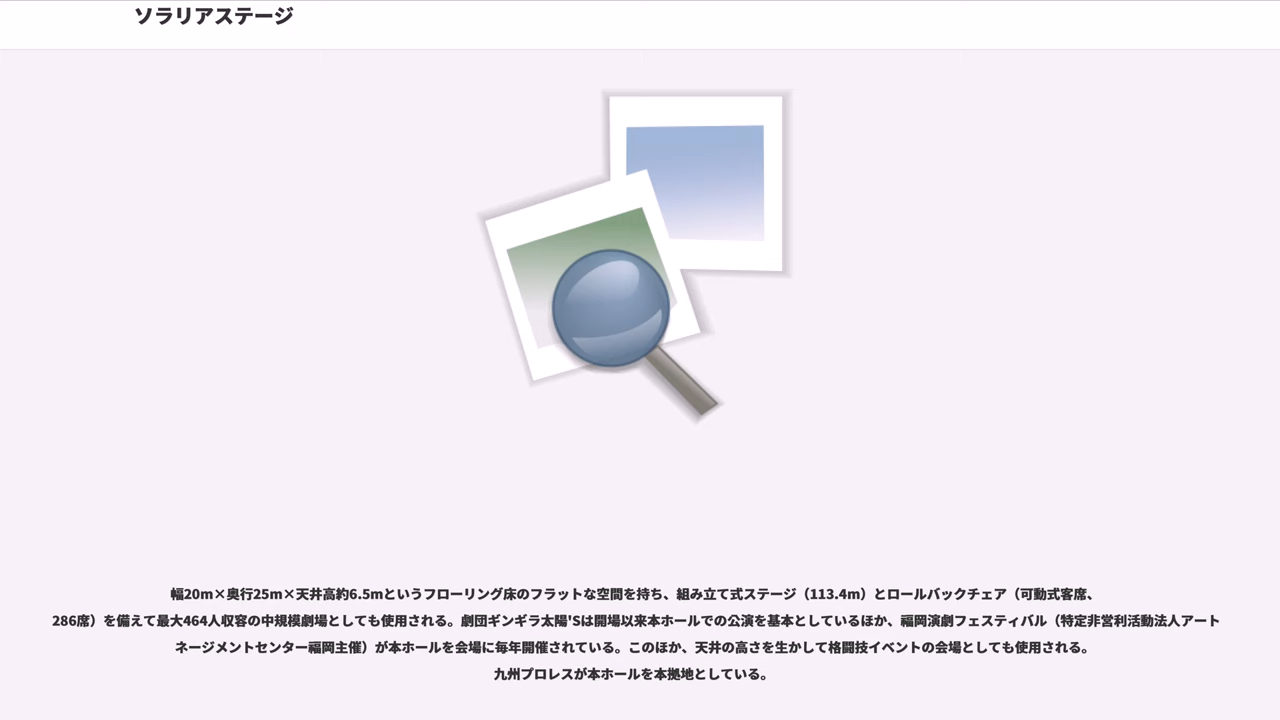 ソラリアステージ
幅20m×奥行25m×天井高約6.5mというフローリング床のフラットな空間を持ち、組み立て式ステージ（113.4m）とロールバックチェア（可動式客席、
286席）を備えて最大464人収容の中規模劇場としても使用される。劇団ギンギラ太陽'Sは開場以来本ホールでの公演を基本としているほか、福岡演劇フェスティバル（特定非営利活動法人アート
ネージメントセンター福岡主催）が本ホールを会場に毎年開催されている。このほか、天井の高さを生かして格闘技イベントの会場としても使用される。
九州プロレスが本ホールを本拠地としている。